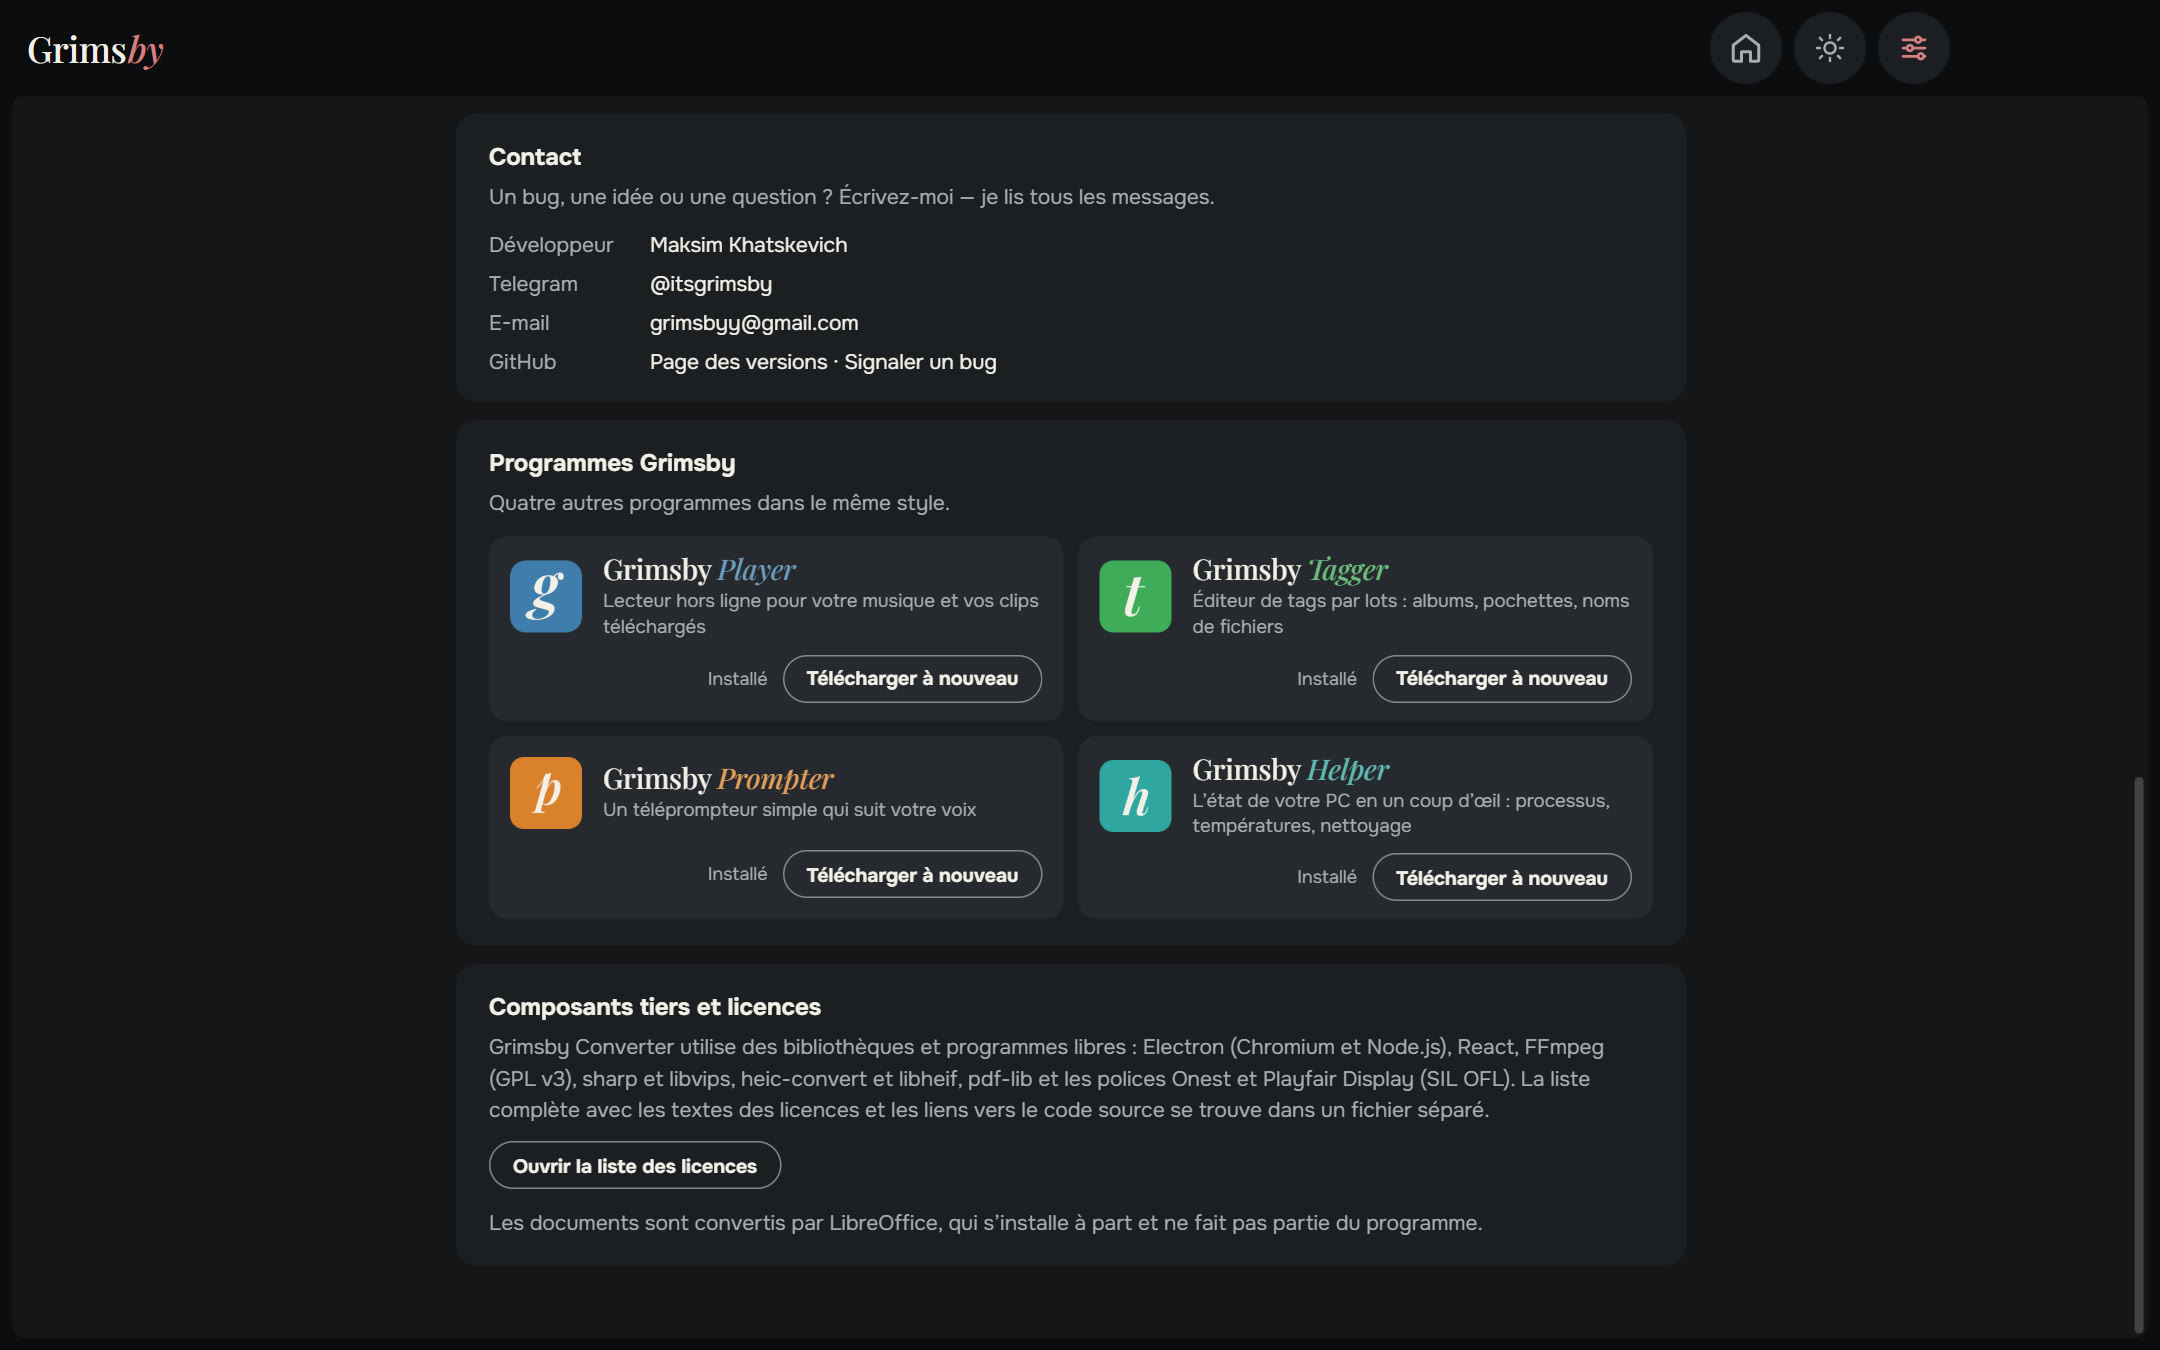 Grimsby
Contact
Un bug, une idée ou une question ? Écrivez-moi — je lis tous les messages.
Développeur Maksim Khatskevich
Telegram @itsgrimsby
E-mail grimsbyy@gmail.com
GitHub Page des versions · Signaler un bug
Programmes Grimsby
Quatre autres programmes dans le même style.
g
Grimsby Player
Lecteur hors ligne pour votre musique et vos clips
téléchargés
Installé Télécharger à nouveau
t
Grimsby Tagger
Éditeur de tags par lots : albums, pochettes, noms
de fichiers
Installé Télécharger à nouveau
p
Grimsby Prompter
Un téléprompteur simple qui suit votre voix
Installé Télécharger à nouveau
h
Grimsby Helper
L’état de votre PC en un coup d’œil : processus,
températures, nettoyage
Installé Télécharger à nouveau
Composants tiers et licences
Grimsby Converter utilise des bibliothèques et programmes libres : Electron (Chromium et Node.js), React, FFmpeg
(GPL v3), sharp et libvips, heic-convert et libheif, pdf-lib et les polices Onest et Playfair Display (SIL OFL). La liste
complète avec les textes des licences et les liens vers le code source se trouve dans un fichier séparé.
Ouvrir la liste des licences
Les documents sont convertis par LibreOffice, qui s’installe à part et ne fait pas partie du programme.